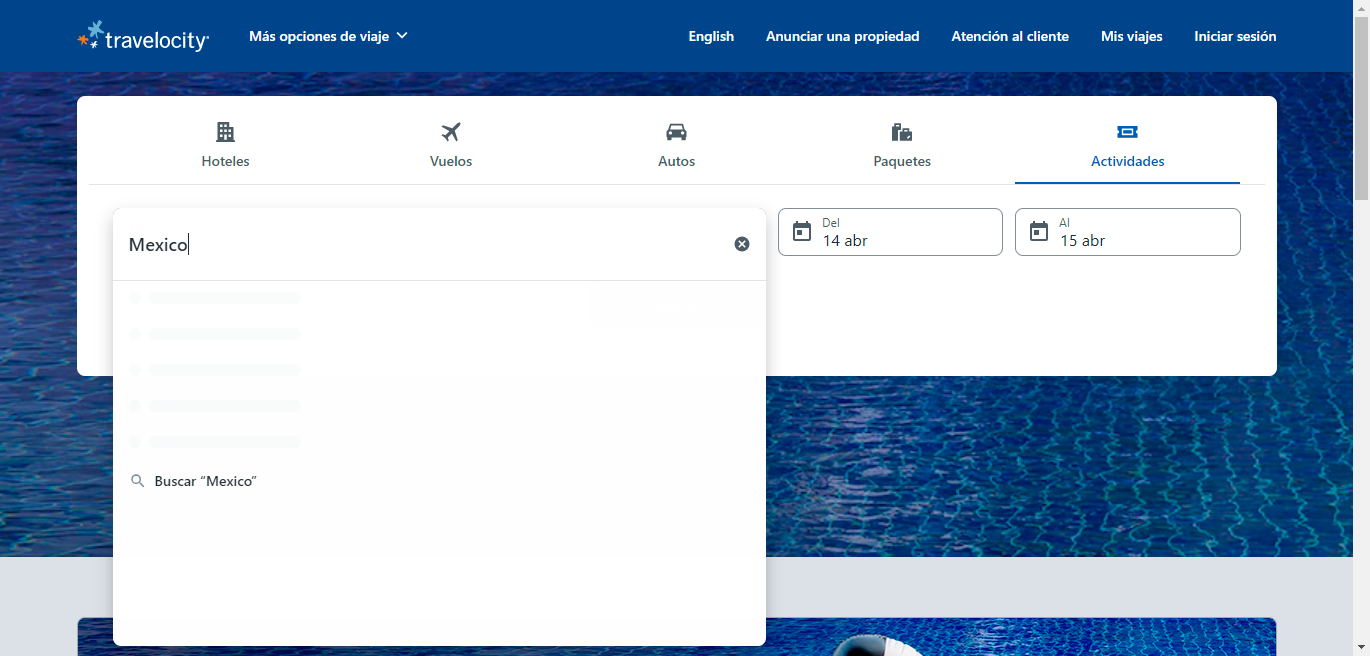 travelocity
Más opciones de viaje
English
Anunciar una propiedad
Atención al cliente
Mis viajes
Iniciar sesión
Hoteles
Vuelos
Autos
Paquetes
Actividades
Mexico
Del
14 abr
Al
15 abr
Buscar “Mexico”